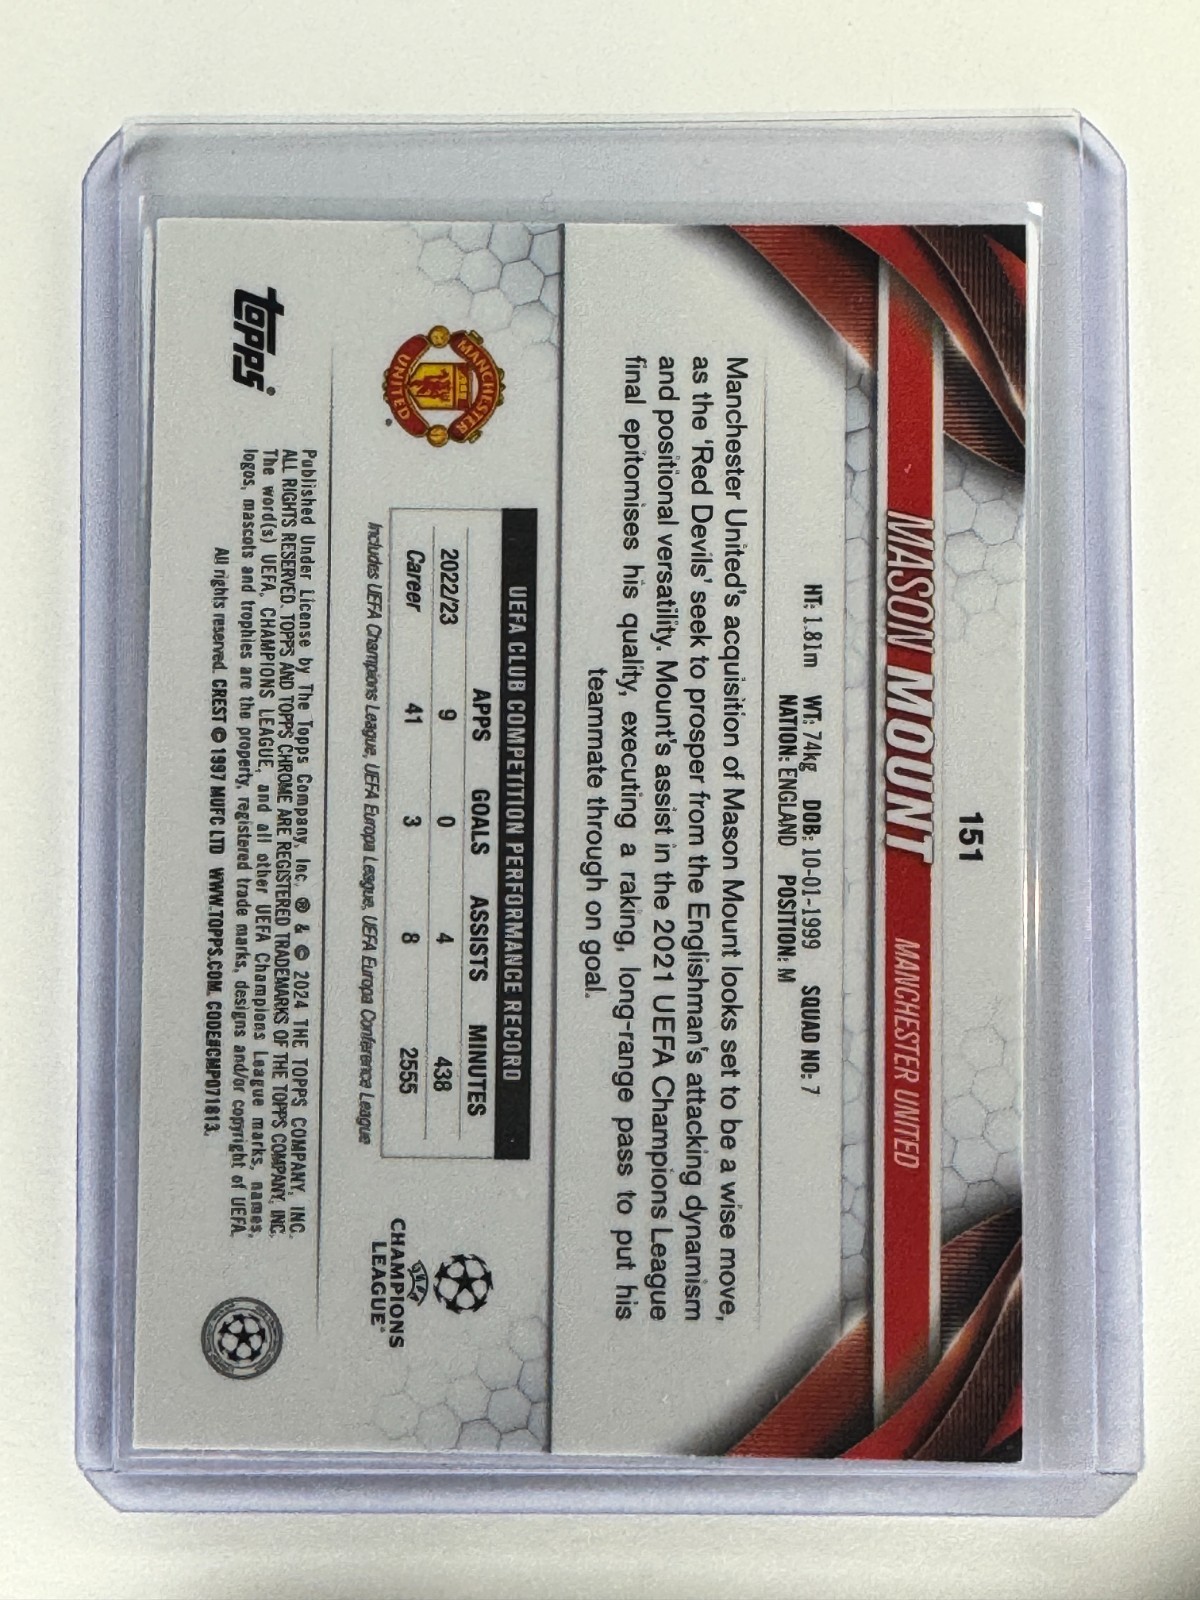 151
MASON MOUNT MANCHESTER UNITED
HT: 1.81m WT: 74kg DOB: 10-01-1999 SQUAD NO: 7
NATION: ENGLAND POSITION: M
Manchester United's acquisition of Mason Mount looks set to be a wise move,
as the 'Red Devils' seek to prosper from the Englishman's attacking dynamism
and positional versatility. Mount's assist in the 2021 UEFA Champions League
final epitomises his quality, executing a raking, long-range pass to put his
teammate through on goal.
MANCHESTER
UNITED
UEFA CLUB COMPETITION PERFORMANCE RECORD
APPS GOALS ASSISTS MINUTES
2022/23 9 0 4 438
Career 41 3 8 2555
Includes UEFA Champions League, UEFA Europa League, UEFA Europa Conference League
UEFA
CHAMPIONS
LEAGUE
topps®
Published Under License by The Topps Company, Inc. ® & © 2024 THE TOPPS COMPANY, INC.
ALL RIGHTS RESERVED. TOPPS AND TOPPS CHROME ARE REGISTERED TRADEMARKS OF THE TOPPS COMPANY, INC.
The word(s) UEFA, CHAMPIONS LEAGUE, and all other UEFA Champions League marks, names,
logos, mascots and trophies are the property, registered trade marks, designs and/or copyright of UEFA.
All rights reserved. CREST © 1997 MUFC LTD WWW.TOPPS.COM. CODE#CMP071813.